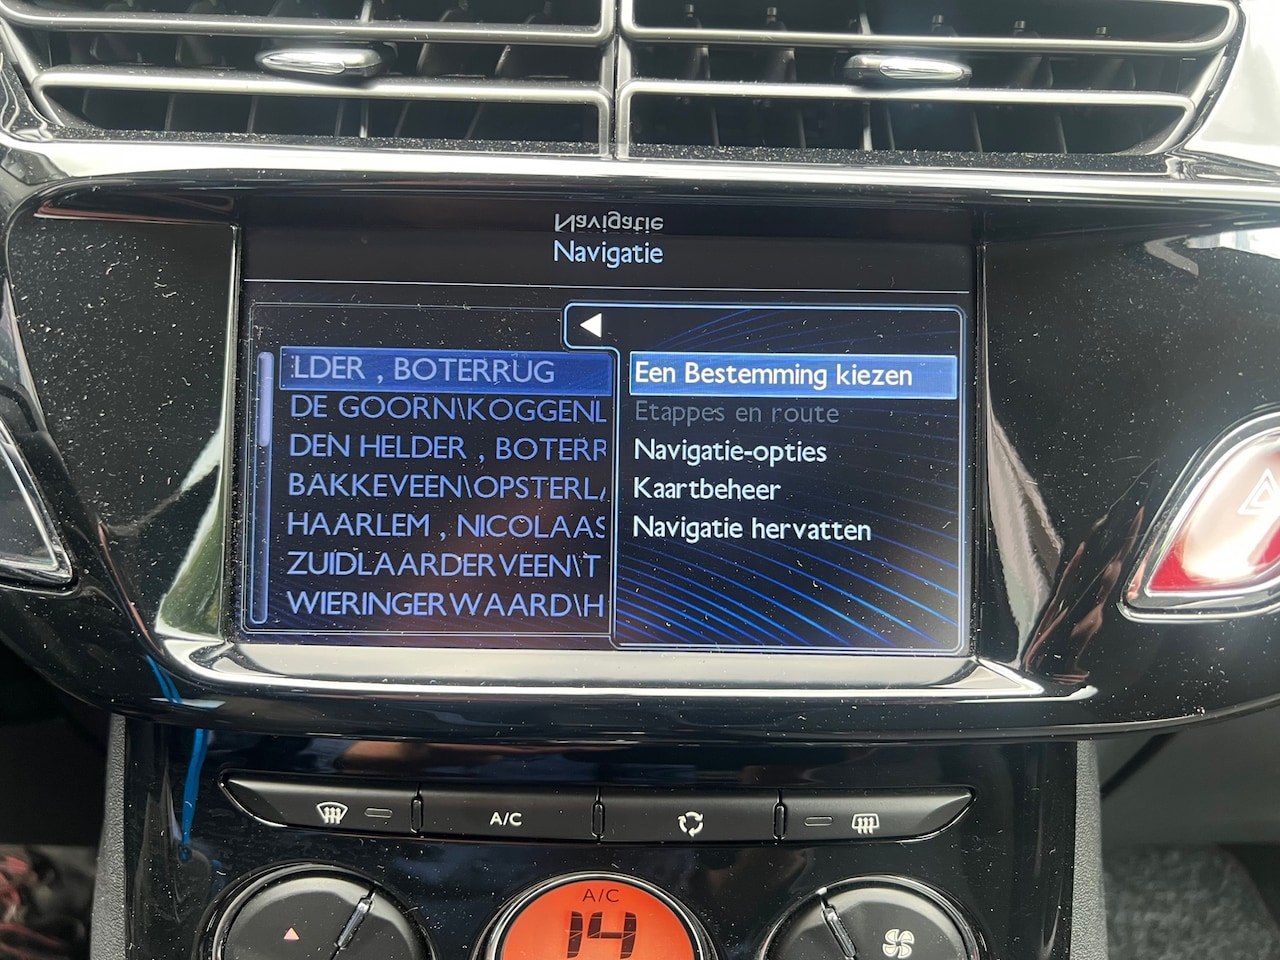 Navigatie
LDER , BOTERRUG
DE GOORN\KOGGENL
DEN HELDER , BOTERR
BAKKEVEEN\OPSTERL
HAARLEM , NICOLAAS
ZUIDLAARDERVEEN\T
WIERINGERWAARD\H
Een Bestemming kiezen
Etappes en route
Navigatie-opties
Kaartbeheer
Navigatie hervatten
A/C
A/C
14